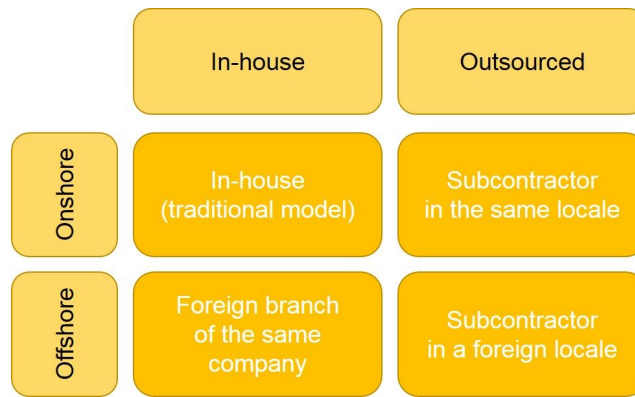 In-house
Outsourced
Onshore
In-house
(traditional model)
Subcontractor
in the same locale
Offshore
Foreign branch
of the same
company
Subcontractor
in a foreign locale